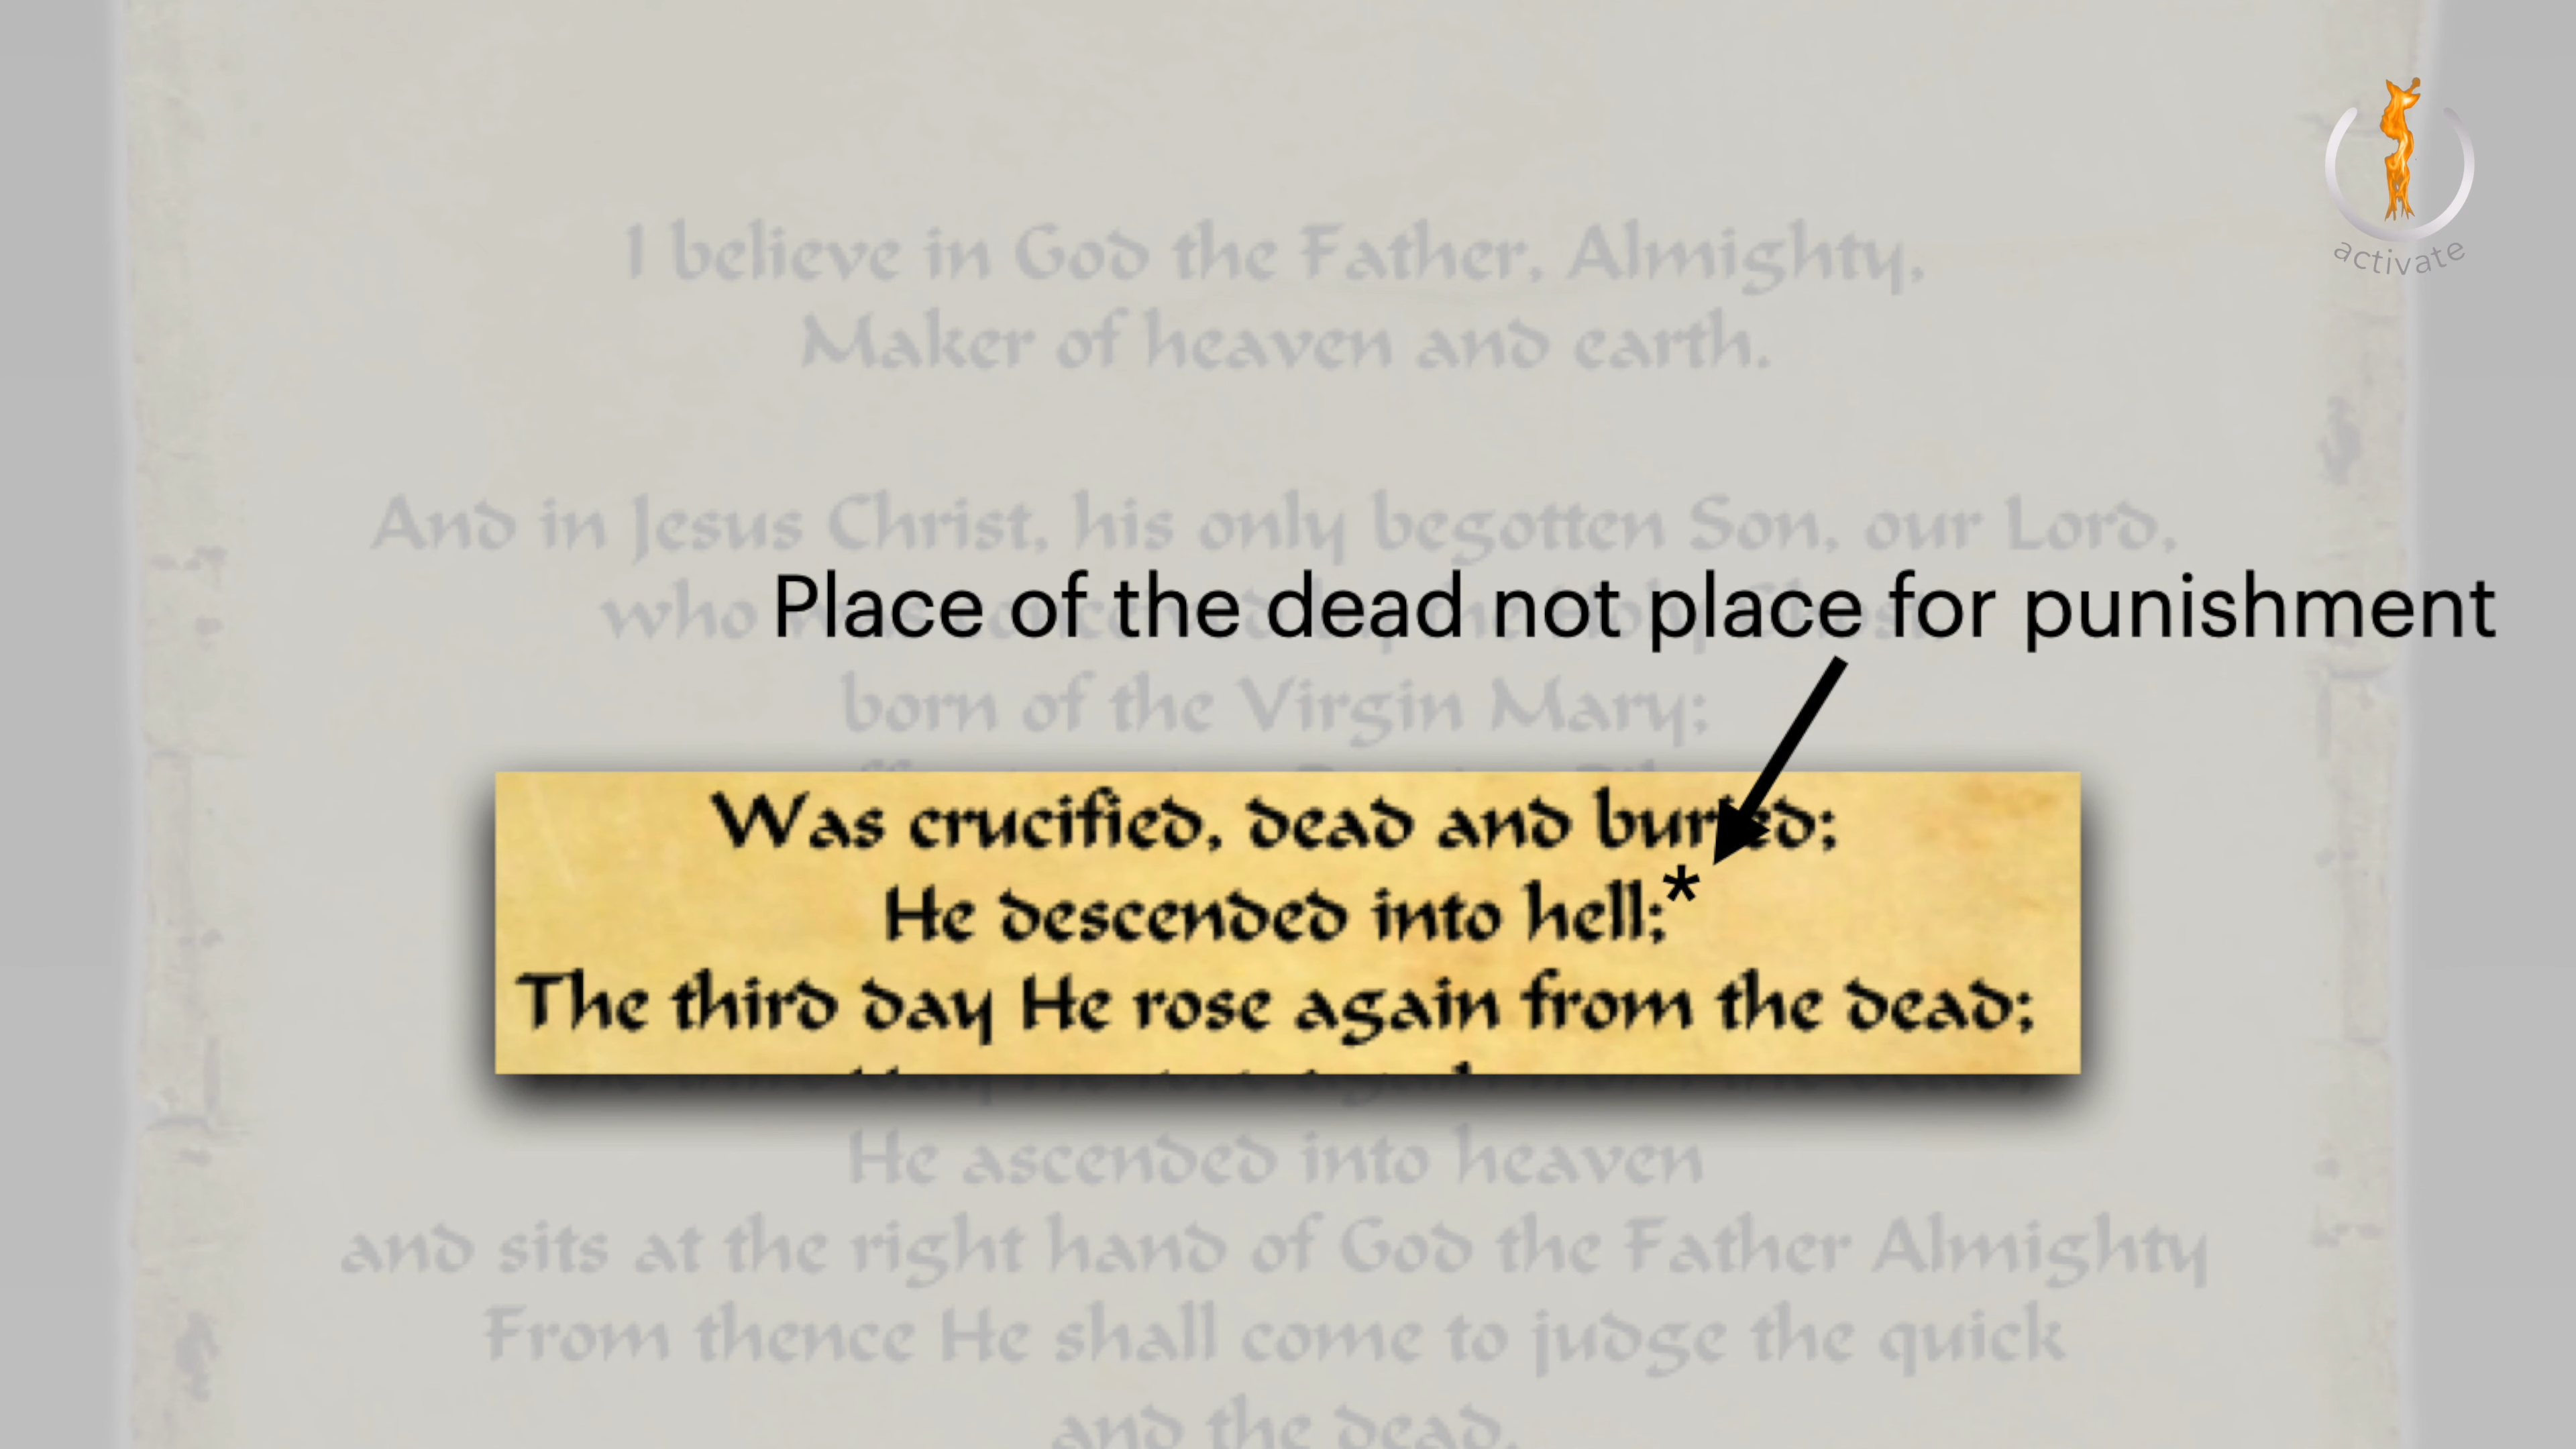 activate
I believe in God the Father, Almighty,
Maker of heaven and earth.
And in Jesus Christ, his only begotten Son, our Lord,
who
Place of the dead not place for punishment
born of the Virgin Mary;
Was crucified, dead and buried;
He descended into hell;*
The third day He rose again from the dead;
He ascended into heaven
and sits at the right hand of God the Father Almighty
From thence He shall come to judge the quick
and the dead.